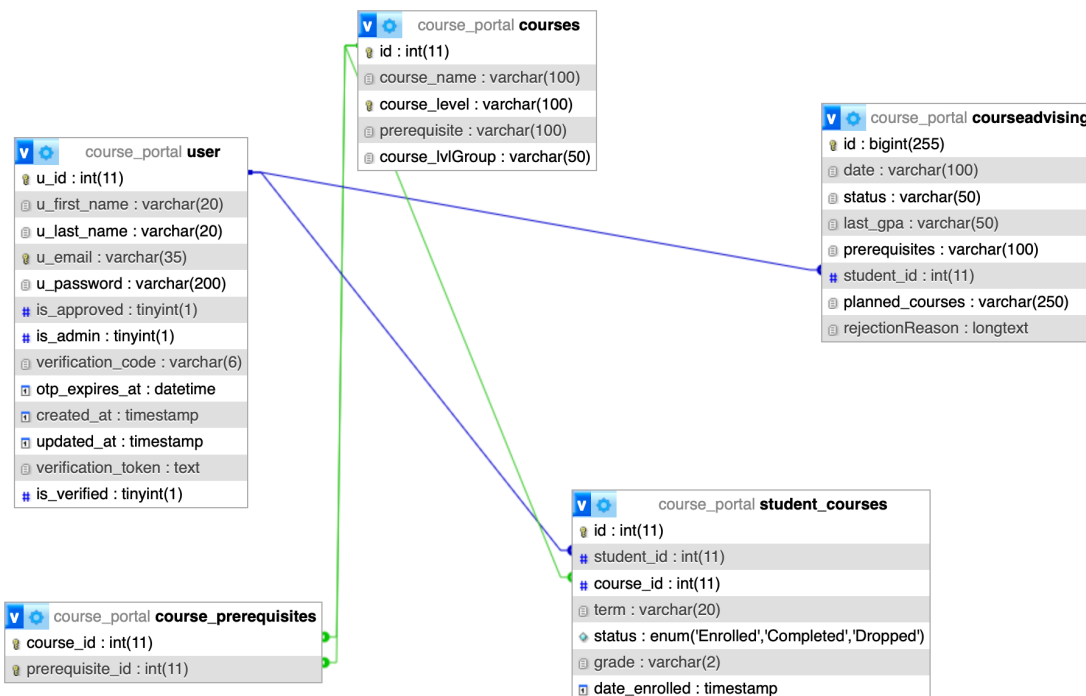 course_portal courses
id : int(11)
course_name : varchar(100)
course_level : varchar(100)
prerequisite : varchar(100)
course_lvlGroup : varchar(50)
course_portal courseadvising
id : bigint(255)
date : varchar(100)
status : varchar(50)
last_gpa : varchar(50)
prerequisites : varchar(100)
student_id : int(11)
planned_courses : varchar(250)
rejectionReason : longtext
course_portal user
u_id : int(11)
u_first_name : varchar(20)
u_last_name : varchar(20)
u_email : varchar(35)
u_password : varchar(200)
is_approved : tinyint(1)
is_admin : tinyint(1)
verification_code : varchar(6)
otp_expires_at : datetime
created_at : timestamp
updated_at : timestamp
verification_token : text
is_verified : tinyint(1)
course_portal student_courses
id : int(11)
student_id : int(11)
course_id : int(11)
term : varchar(20)
status : enum('Enrolled','Completed','Dropped')
grade : varchar(2)
date_enrolled : timestamp
course_portal course_prerequisites
course_id : int(11)
prerequisite_id : int(11)